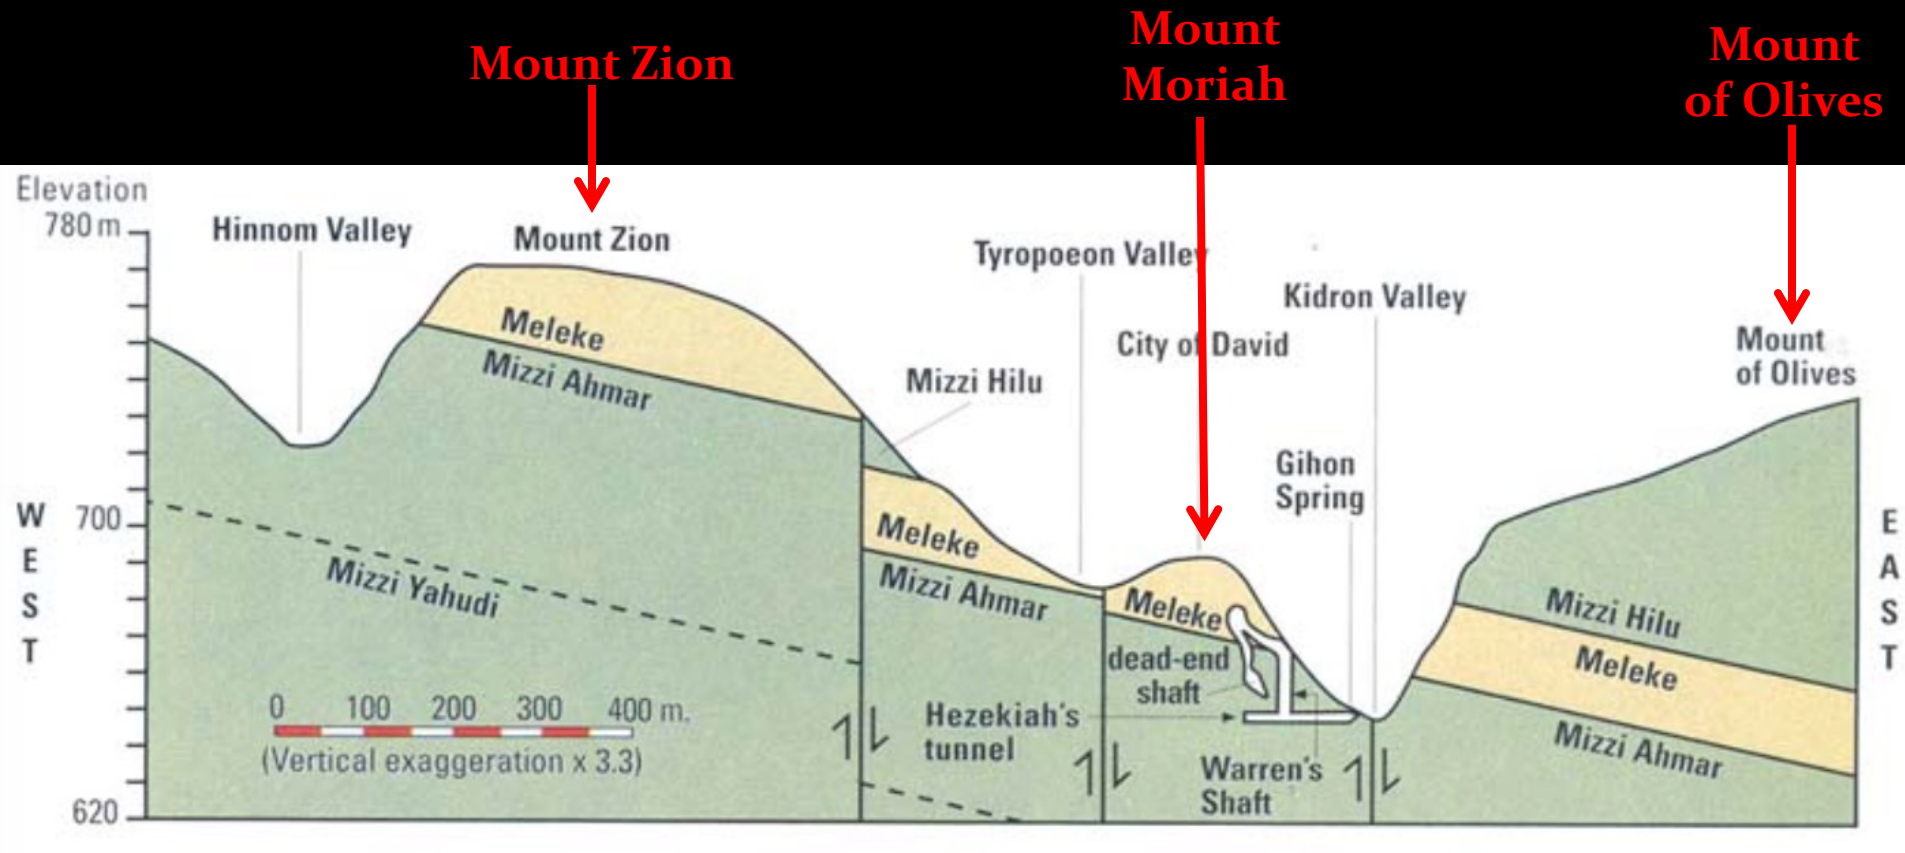 Mount Zion
Mount
Moriah
Mount
of Olives
Elevation
780 m
Hinnom Valley
Mount Zion
Tyropoeon Valley
Kidron Valley
City of David
Mount
of Olives
Mizzi Hilu
Meleke
Mizzi Ahmar
Gihon
Spring
WEST
700
EAST
Meleke
Mizzi Ahmar
Mizzi Yahudi
Meleke
dead-end
shaft
Mizzi Hilu
Meleke
Mizzi Ahmar
0 100 200 300 400 m.
(Vertical exaggeration x 3.3)
Hezekiah's
tunnel
Warren's
Shaft
620